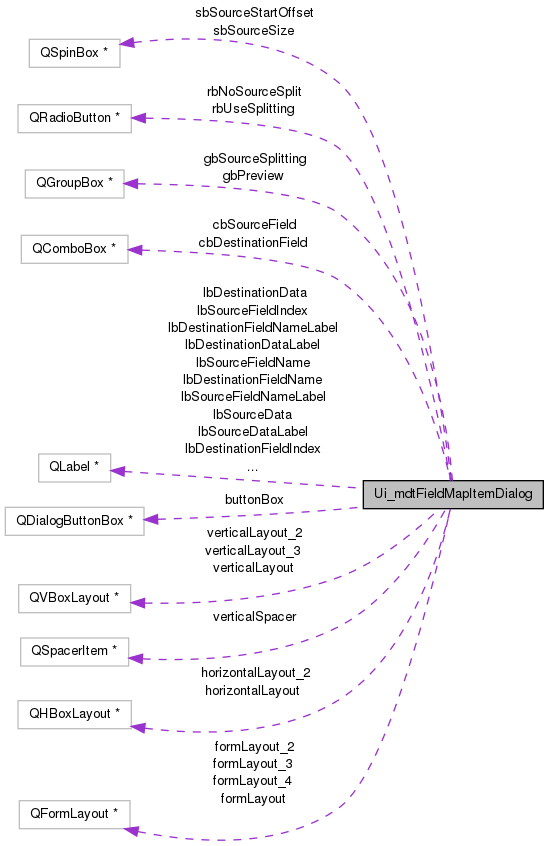 sbSourceStartOffset
sbSourceSize
QSpinBox *
rbNoSourceSplit
rbUseSplitting
QRadioButton *
gbSourceSplitting
gbPreview
QGroupBox *
cbSourceField
cbDestinationField
QComboBox *
lbDestinationData
lbSourceFieldIndex
lbDestinationFieldNameLabel
lbDestinationDataLabel
lbSourceFieldName
lbDestinationFieldName
lbSourceFieldNameLabel
lbSourceData
lbSourceDataLabel
lbDestinationFieldIndex
...
QLabel *
Ui_mdtFieldMapItemDialog
buttonBox
QDialogButtonBox *
verticalLayout_2
verticalLayout_3
verticalLayout
QVBoxLayout *
verticalSpacer
QSpacerItem *
horizontalLayout_2
horizontalLayout
QHBoxLayout *
formLayout_2
formLayout_3
formLayout_4
formLayout
QFormLayout *